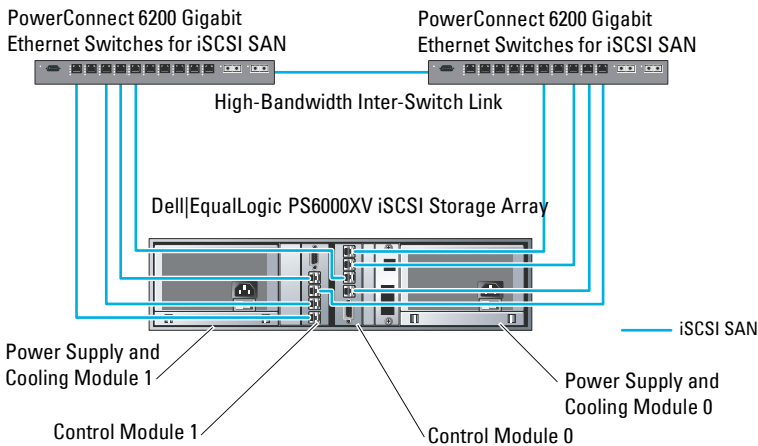 PowerConnect 6200 Gigabit
Ethernet Switches for iSCSI SAN
PowerConnect 6200 Gigabit
Ethernet Switches for iSCSI SAN
High-Bandwidth Inter-Switch Link
Dell|EqualLogic PS6000XV iSCSI Storage Array
iSCSI SAN
Power Supply and
Cooling Module 1
Power Supply and
Cooling Module 0
Control Module 1
Control Module 0